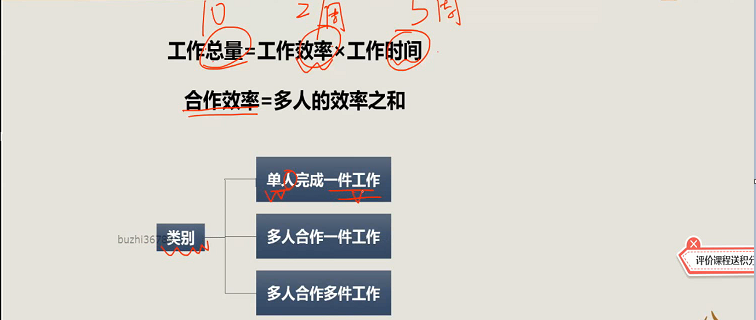 10 2周 5周
工作总量=工作效率×工作时间
合作效率=多人的效率之和
单人完成一件工作
buzhi367
类别
多人合作一件工作
评价课程送积分
多人合作多件工作